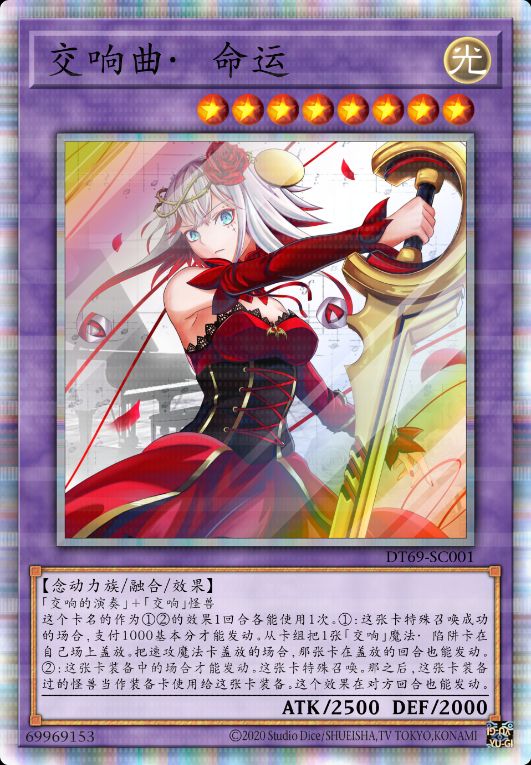 交响曲· 命运
光
DT69-SC001
【念动力族/融合/效果】
「交响的演奏」+「交响」怪兽
这个卡名的作为①②的效果1回合各能使用1次。①:这张卡特殊召唤成功
的场合,支付1000基本分才能发动。从卡组把1张「交响」魔法· 陷阱卡在
自己场上盖放。把速攻魔法卡盖放的场合,那张卡在盖放的回合也能发动。
②:这张卡装备中的场合才能发动。这张卡特殊召唤。那之后,这张卡装备
过的怪兽当作装备卡使用给这张卡装备。这个效果在对方回合也能发动。
ATK/2500 DEF/2000
69969153
©2020 Studio Dice/SHUEISHA,TV TOKYO,KONAMI